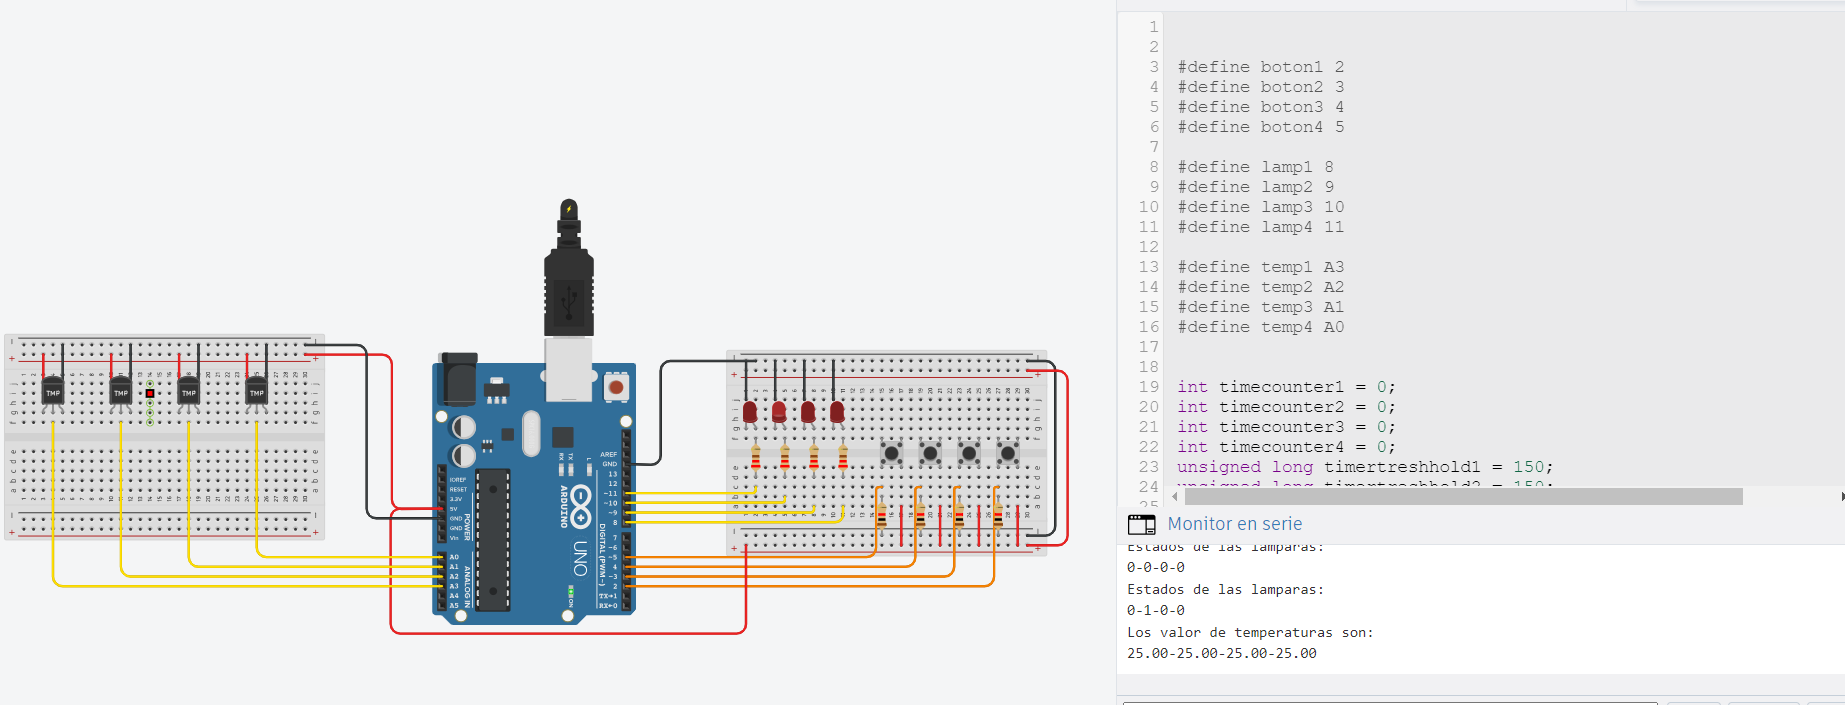 #define boton1 2
#define boton2 3
#define boton3 4
#define boton4 5
#define lamp1 8
#define lamp2 9
#define lamp3 10
#define lamp4 11
#define temp1 A3
#define temp2 A2
#define temp3 A1
#define temp4 A0
int timecounter1 = 0;
int timecounter2 = 0;
int timecounter3 = 0;
int timecounter4 = 0;
unsigned long timertreshhold1 = 150;
unsigned long timertreshhold2 = 150;
1
2
3
4
5
6
7
8
9
10
11
12
13
14
15
16
17
18
19
20
21
22
23
24
25
Monitor en serie
Estados de las lamparas:
0-0-0-0
Estados de las lamparas:
0-1-0-0
Los valor de temperaturas son:
25.00-25.00-25.00-25.00
TMP
TMP
TMP
TMP
IOREF
RESET
3.3V
5V
GND
GND
Vin
POWER
A0
A1
A2
A3
A4
A5
ANALOG IN
AREF
GND
13
12
~11
~10
~9
8
7
~6
~5
4
~3
2
TX→1
RX←0
DIGITAL (PWM~)
ARDUINO
UNO
TX
RX
L
ON